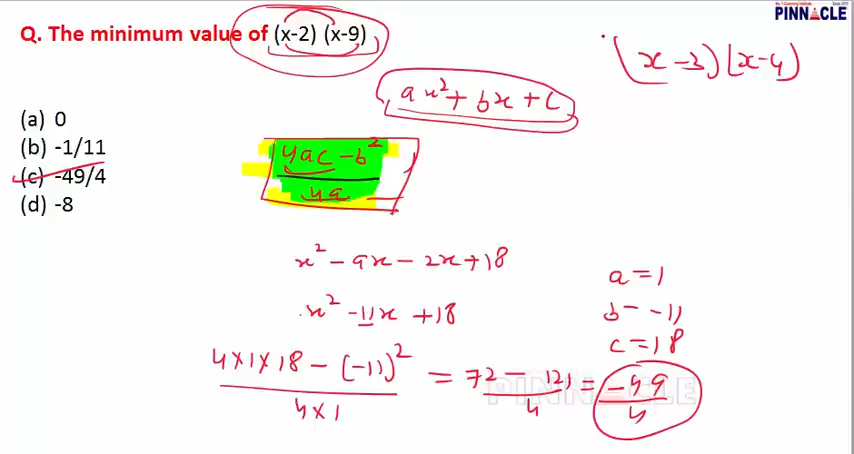 PINNACLE
Q. The minimum value of (x-2) (x-9)
(x-3)(x-4)
ax² + bx + c
(a) 0
(b) -1/11
(c) -49/4
(d) -8
4ac - b²
4a
x² - 9x - 2x + 18
a = 1
x² - 11x + 18
b = -11
c = 18
4×1×18 - (-11)² = 72 - 121 = -49
4×1 4 4
PINNACLE